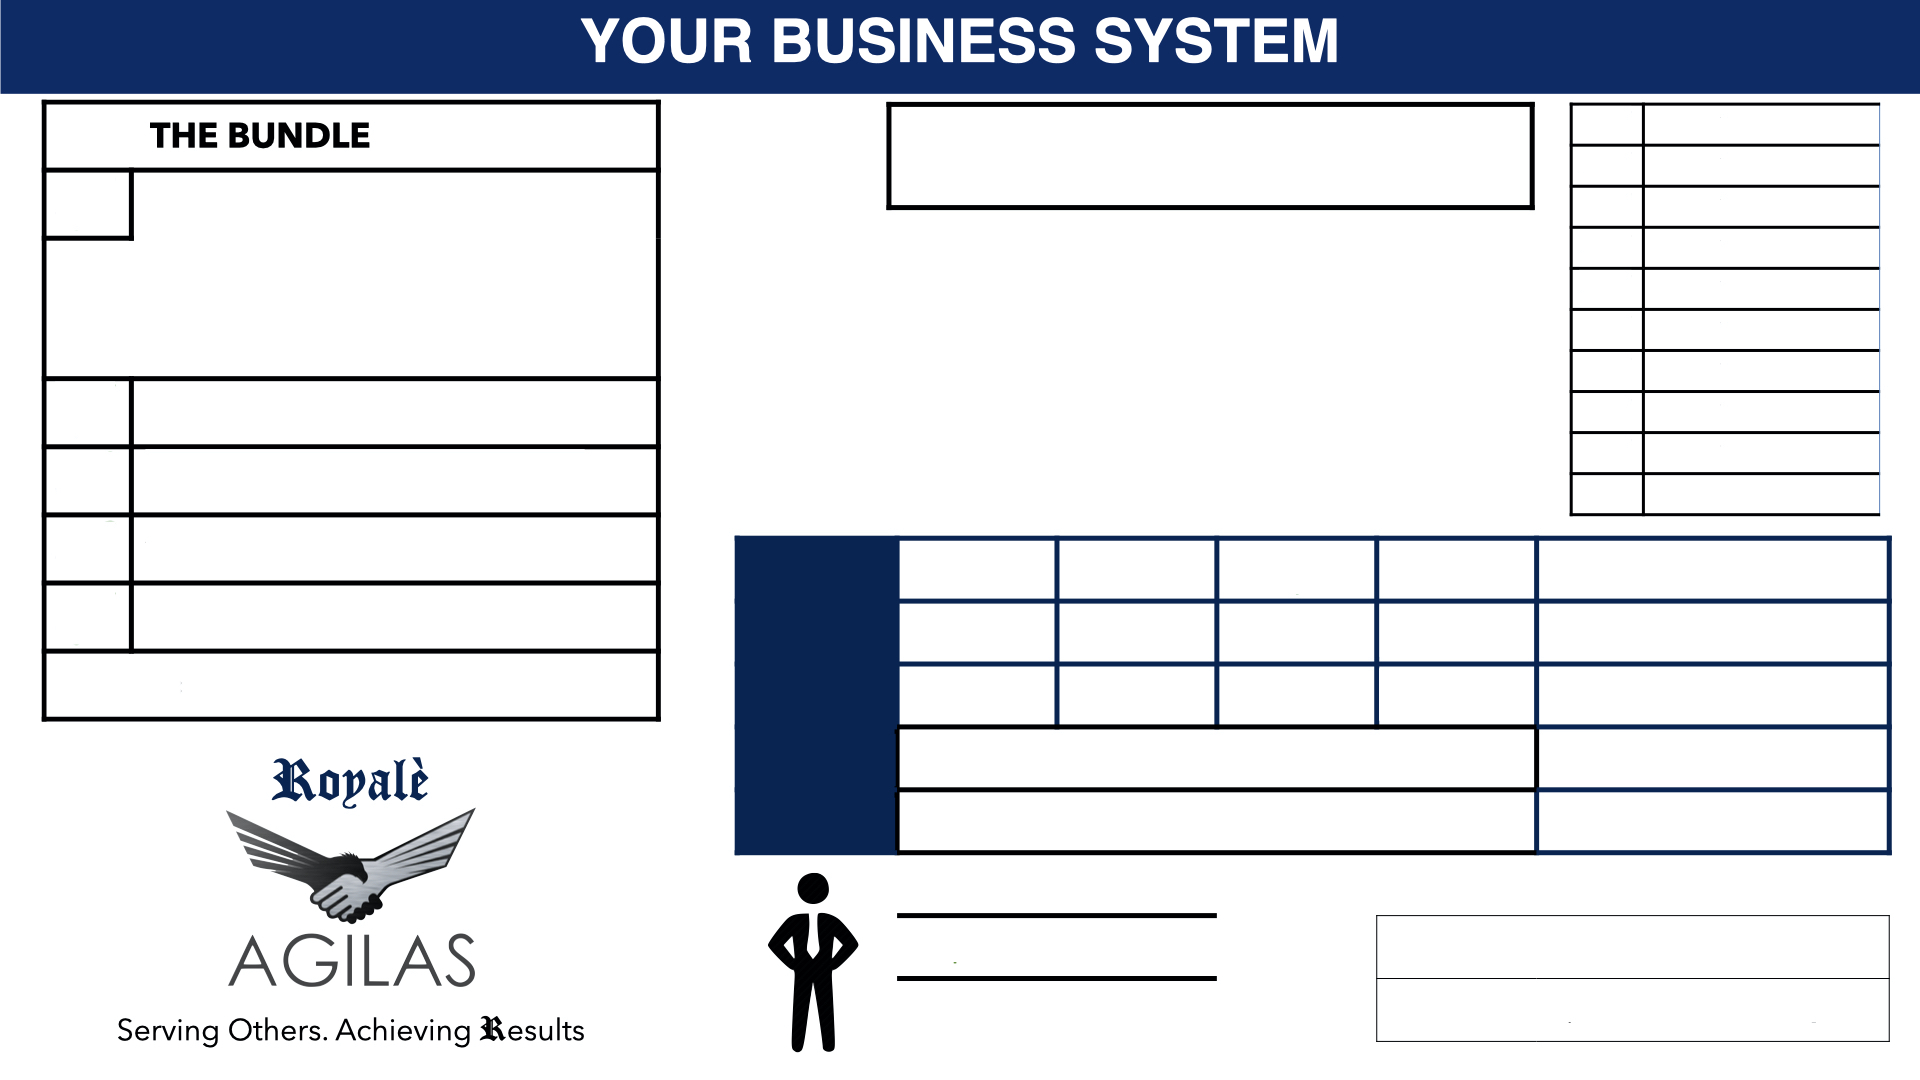 YOUR BUSINESS SYSTEM
THE BUNDLE
Royalè
AGILAS
Serving Others. Achieving Results